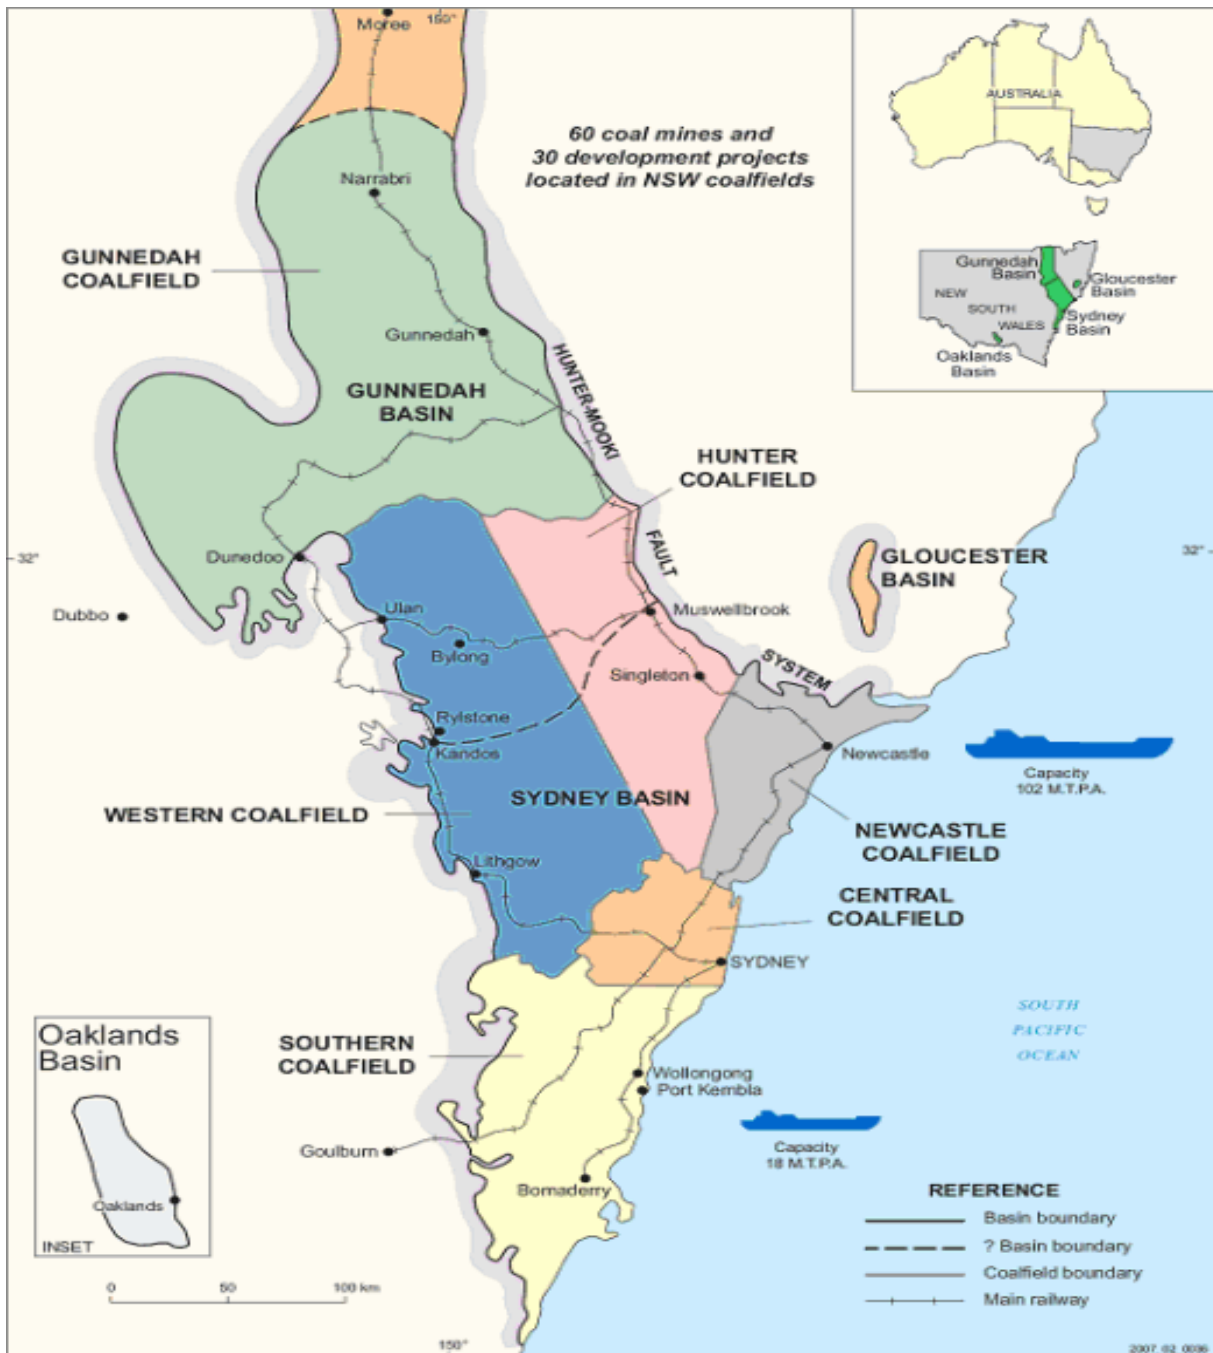 Moree
150°
60 coal mines and
30 development projects
located in NSW coalfields
AUSTRALIA
Narrabri
GUNNEDAH
COALFIELD
Gunnedah
Basin
Gloucester
Basin
NEW
SOUTH
WALES
Sydney
Basin
Oaklands
Basin
Gunnedah
HUNTER-MOOKI
GUNNEDAH
BASIN
HUNTER
COALFIELD
FAULT
32°
32°
Dunedoo
GLOUCESTER
BASIN
Dubbo
Ulan
Muswellbrook
Bylong
SYSTEM
Singleton
Rylstone
Kandos
Newcastle
Capacity
102 M.T.P.A.
SYDNEY BASIN
WESTERN COALFIELD
NEWCASTLE
COALFIELD
Lithgow
CENTRAL
COALFIELD
SYDNEY
SOUTH
PACIFIC
OCEAN
Oaklands
Basin
SOUTHERN
COALFIELD
Wollongong
Port Kembla
Goulburn
Capacity
18 M.T.P.A.
Bomaderry
Oaklands
INSET
REFERENCE
Basin boundary
? Basin boundary
Coalfield boundary
Main railway
0 50 100 km
150°
2007_02_0036